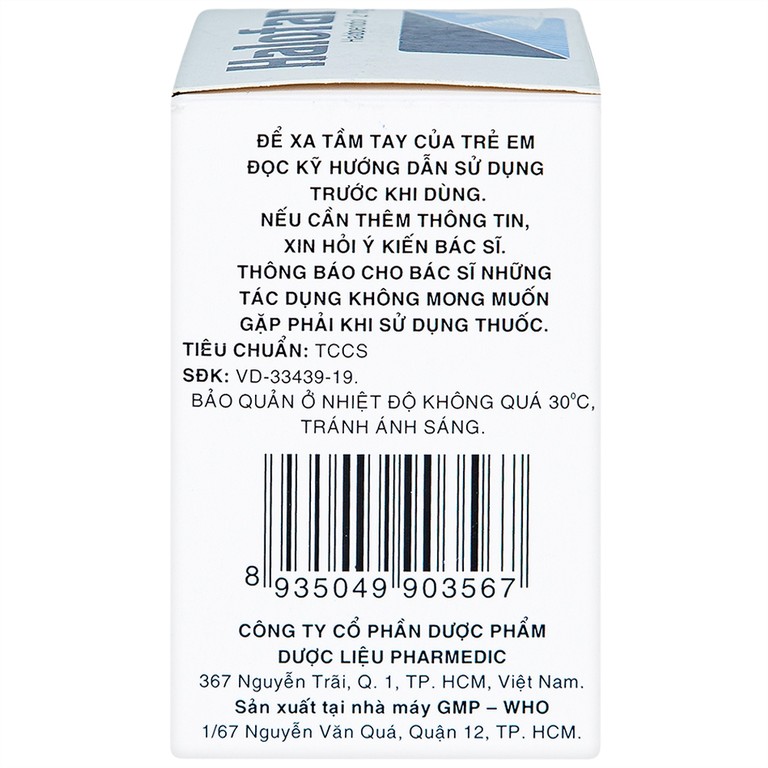 Halofar
ĐỂ XA TẦM TAY CỦA TRẺ EM
ĐỌC KỸ HƯỚNG DẪN SỬ DỤNG
TRƯỚC KHI DÙNG.
NẾU CẦN THÊM THÔNG TIN,
XIN HỎI Ý KIẾN BÁC SĨ.
THÔNG BÁO CHO BÁC SĨ NHỮNG
TÁC DỤNG KHÔNG MONG MUỐN
GẶP PHẢI KHI SỬ DỤNG THUỐC.
TIÊU CHUẨN: TCCS
SĐK: VD-33439-19.
BẢO QUẢN Ở NHIỆT ĐỘ KHÔNG QUÁ 30⁰C,
TRÁNH ÁNH SÁNG.
8 935049 903567
CÔNG TY CỔ PHẦN DƯỢC PHẨM
DƯỢC LIỆU PHARMEDIC
367 Nguyễn Trãi, Q. 1, TP. HCM, Việt Nam.
Sản xuất tại nhà máy GMP – WHO
1/67 Nguyễn Văn Quá, Quận 12, TP. HCM.